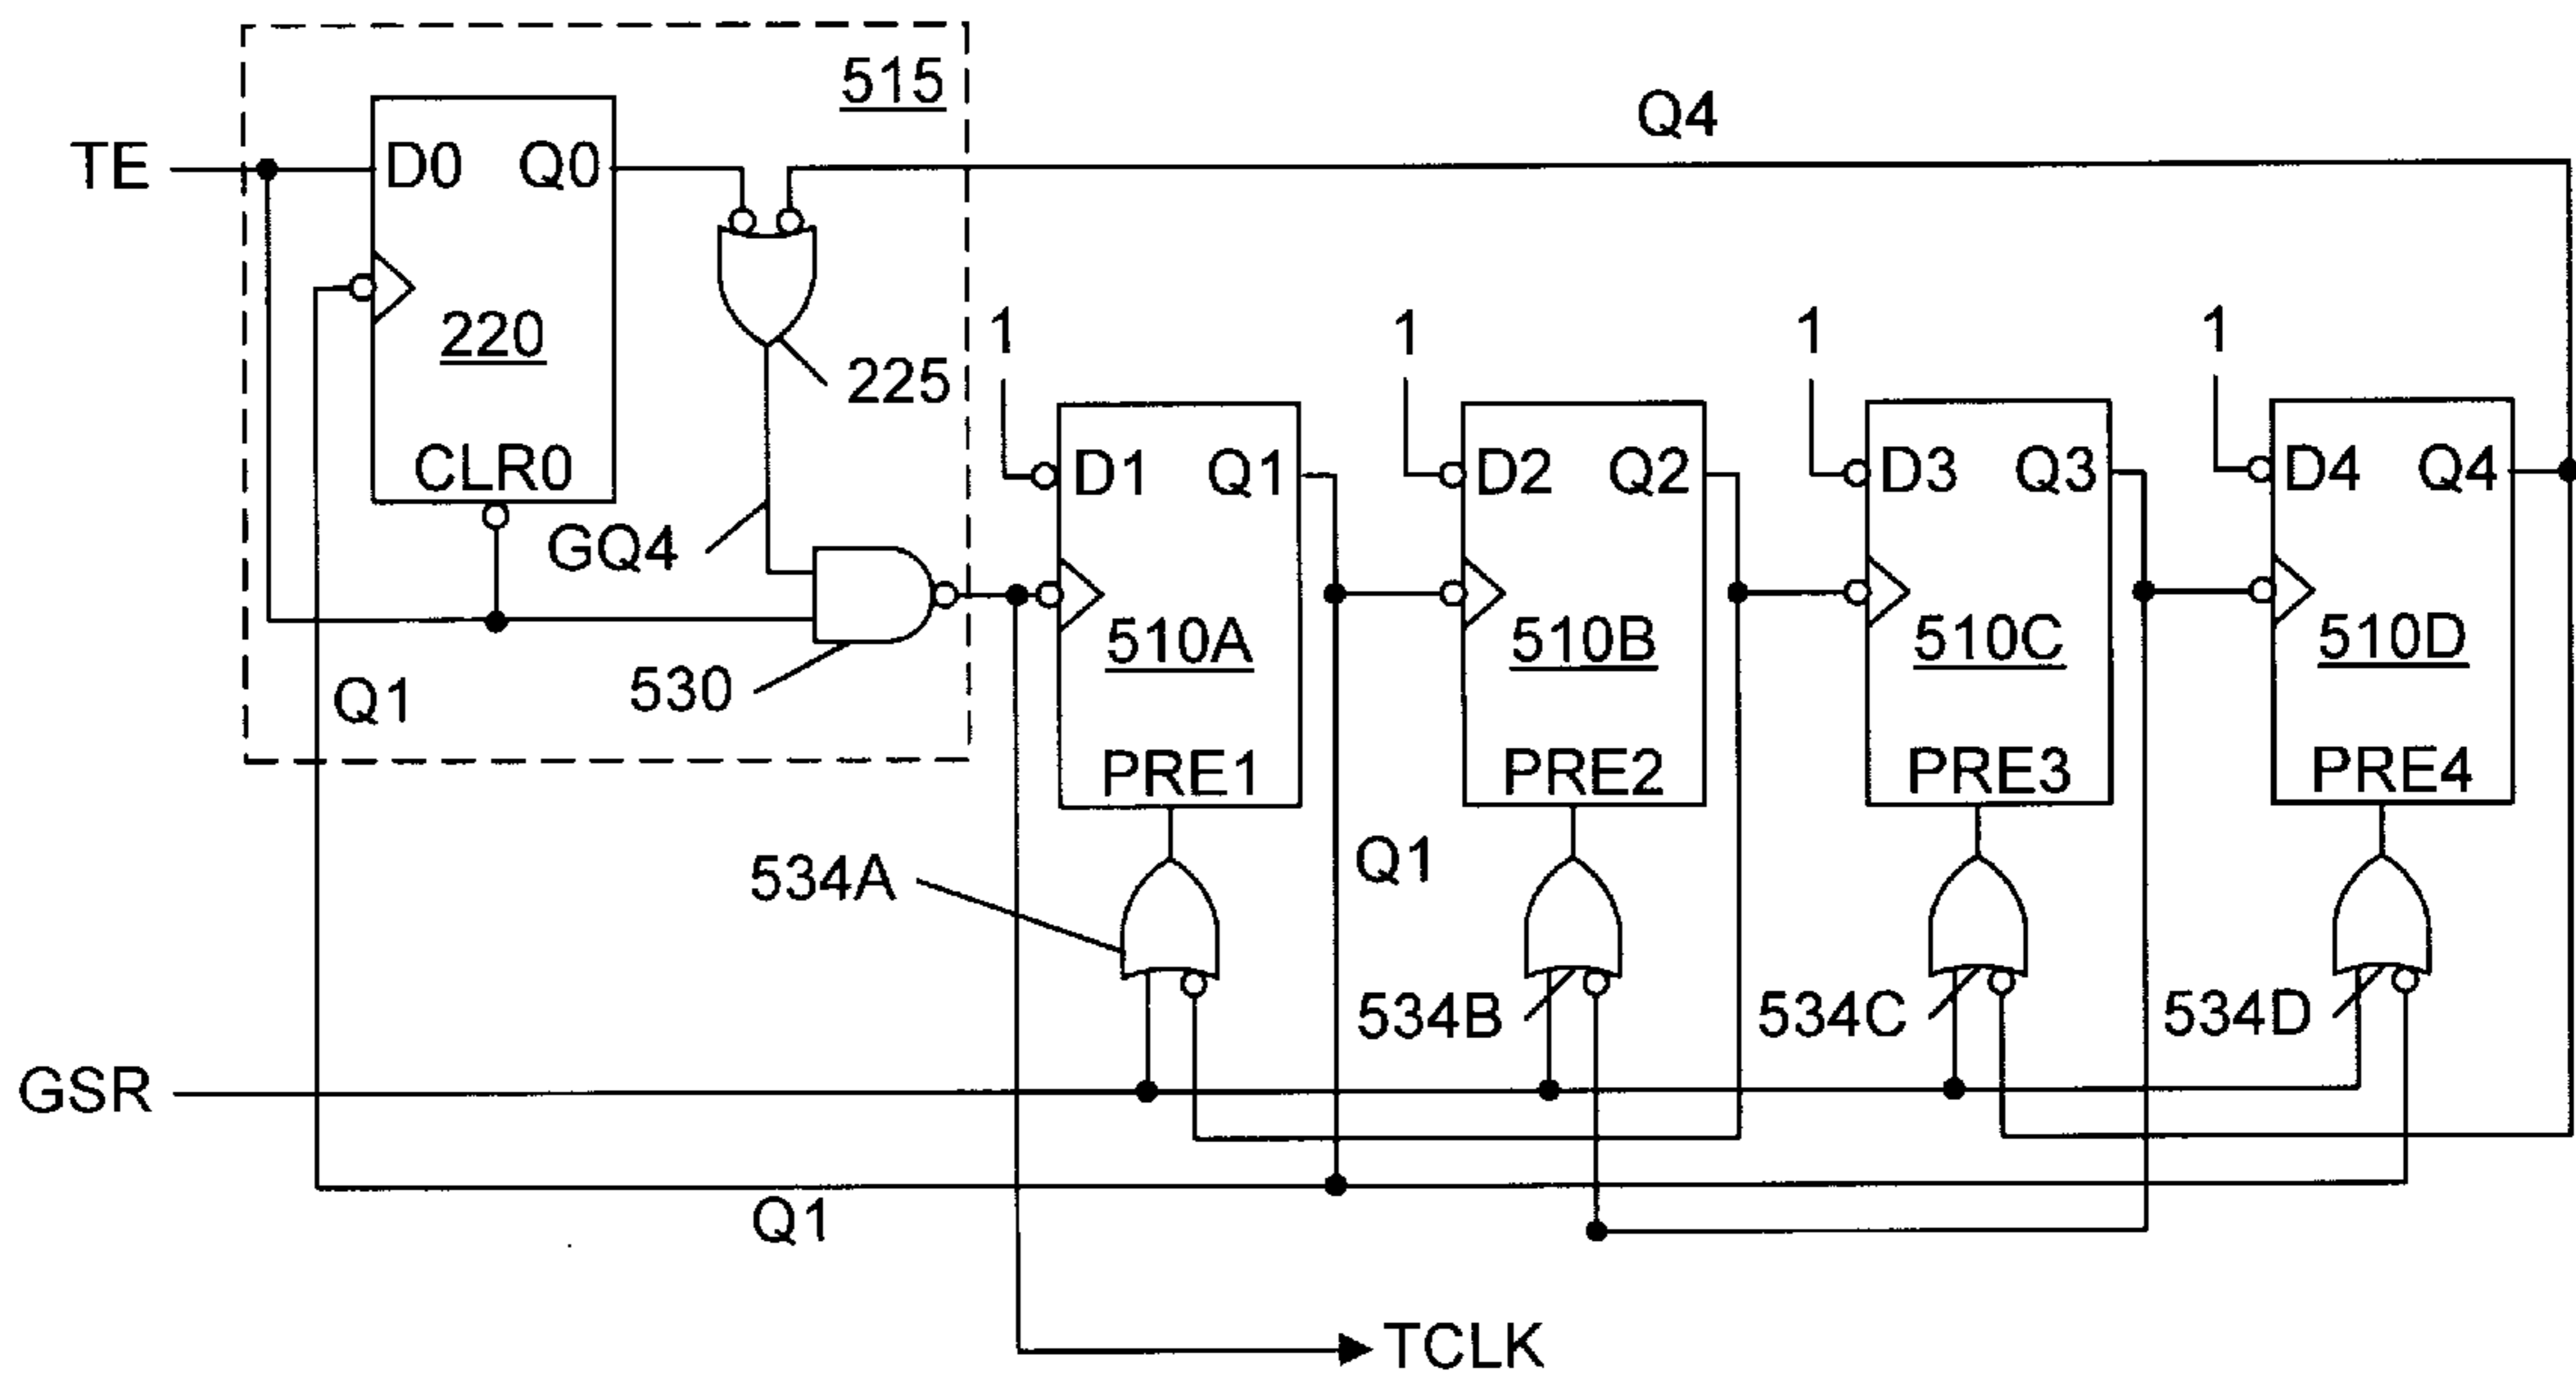 515
Q4
TE
D0 Q0
220
225
CLR0
GQ4
530
Q1
1 1 1 1
D1 Q1
D2 Q2
D3 Q3
D4 Q4
510A
510B
510C
510D
PRE1
PRE2
PRE3
PRE4
534A
Q1
534B
534C
534D
GSR
Q1
TCLK